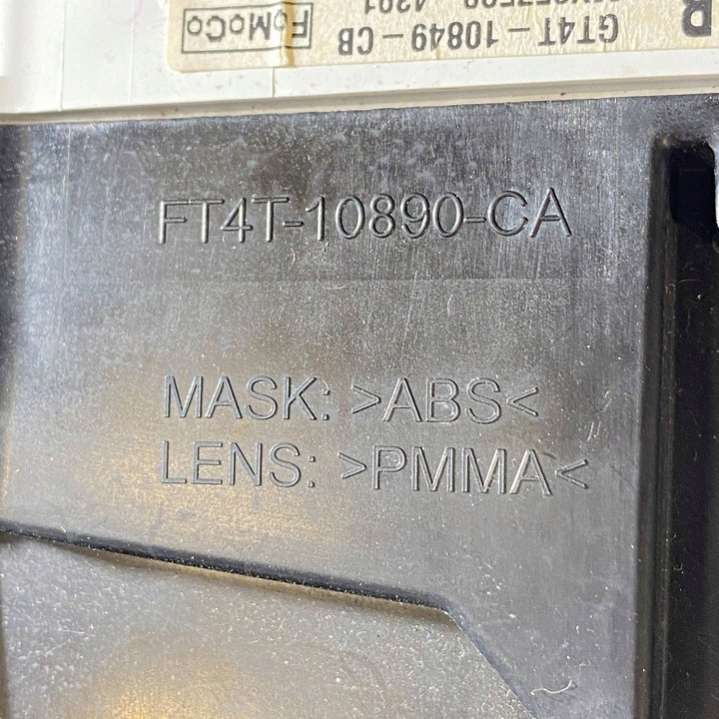 GT4T-10849-CB
FoMoCo
FT4T-10890-CA
MASK: >ABS<
LENS: >PMMA<